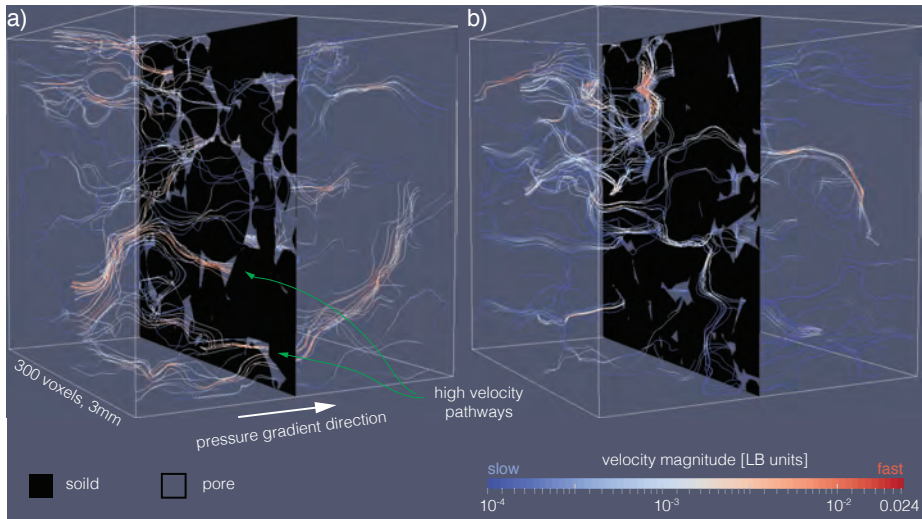 a)
b)
300 voxels, 3mm
pressure gradient direction
high velocity
pathways
soild
pore
velocity magnitude [LB units]
slow
fast
10⁻⁴
10⁻³
10⁻²
0.024